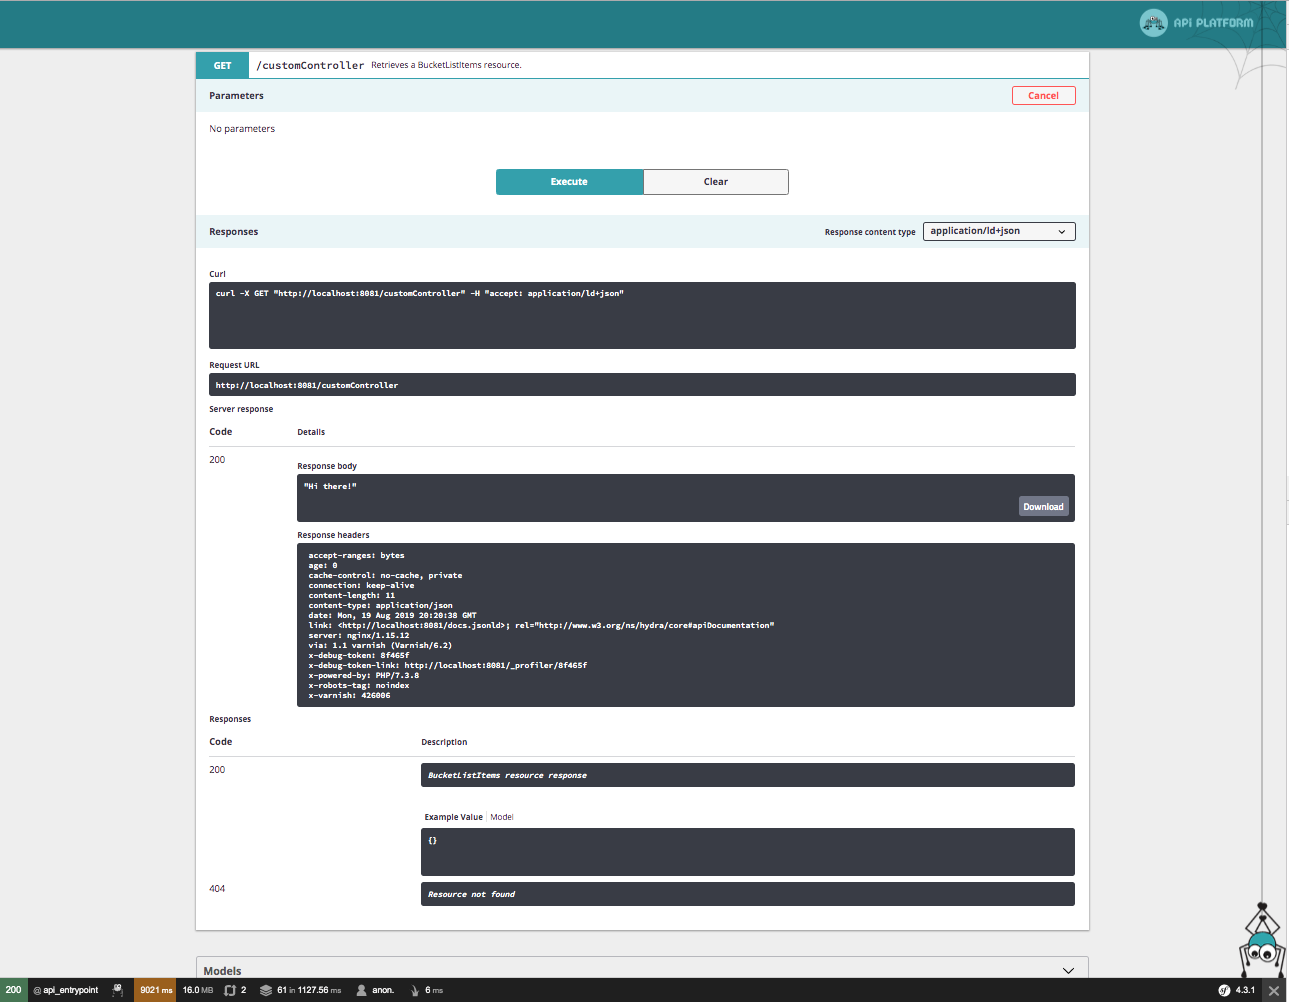 API PLATFORM
GET /customController Retrieves a BucketListItems resource.
Parameters Cancel
No parameters
Execute Clear
Responses Response content type application/ld+json
Curl
curl -X GET "http://localhost:8081/customController" -H "accept: application/ld+json"
Request URL
http://localhost:8081/customController
Server response
Code Details
200
Response body
"Hi there!"
Download
Response headers
accept-ranges: bytes
age: 0
cache-control: no-cache, private
connection: keep-alive
content-length: 11
content-type: application/json
date: Mon, 19 Aug 2019 20:20:38 GMT
link: <http://localhost:8081/docs.jsonld>; rel="http://www.w3.org/ns/hydra/core#apiDocumentation"
server: nginx/1.15.12
via: 1.1 varnish (Varnish/6.2)
x-debug-token: 8f465f
x-debug-token-link: http://localhost:8081/_profiler/8f465f
x-powered-by: PHP/7.3.8
x-robots-tag: noindex
x-varnish: 426006
Responses
Code Description
200
BucketListItems resource response
Example Value Model
{}
404
Resource not found
Models
200 @ api_entrypoint 9021 ms 16.0 MB 2 61 in 1127.56 ms anon. 6 ms 4.3.1